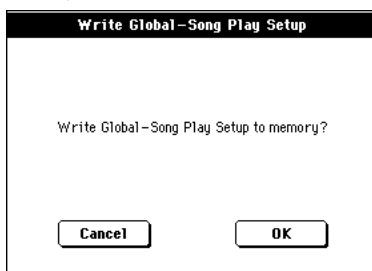 Write Global-Song Play Setup
Write Global-Song Play Setup to memory?
Cancel
OK